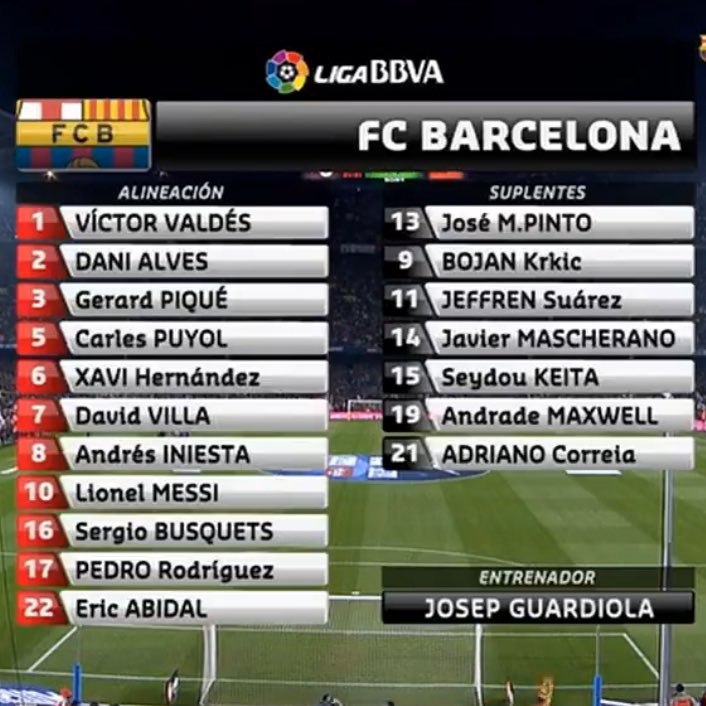 LIGA BBVA
FCB
FC BARCELONA
ALINEACIÓN
1 VÍCTOR VALDÉS
2 DANI ALVES
3 Gerard PIQUÉ
5 Carles PUYOL
6 XAVI Hernández
7 David VILLA
8 Andrés INIESTA
10 Lionel MESSI
16 Sergio BUSQUETS
17 PEDRO Rodríguez
22 Eric ABIDAL
SUPLENTES
13 José M.PINTO
9 BOJAN Krkic
11 JEFFREN Suárez
14 Javier MASCHERANO
15 Seydou KEITA
19 Andrade MAXWELL
21 ADRIANO Correia
ENTRENADOR
JOSEP GUARDIOLA